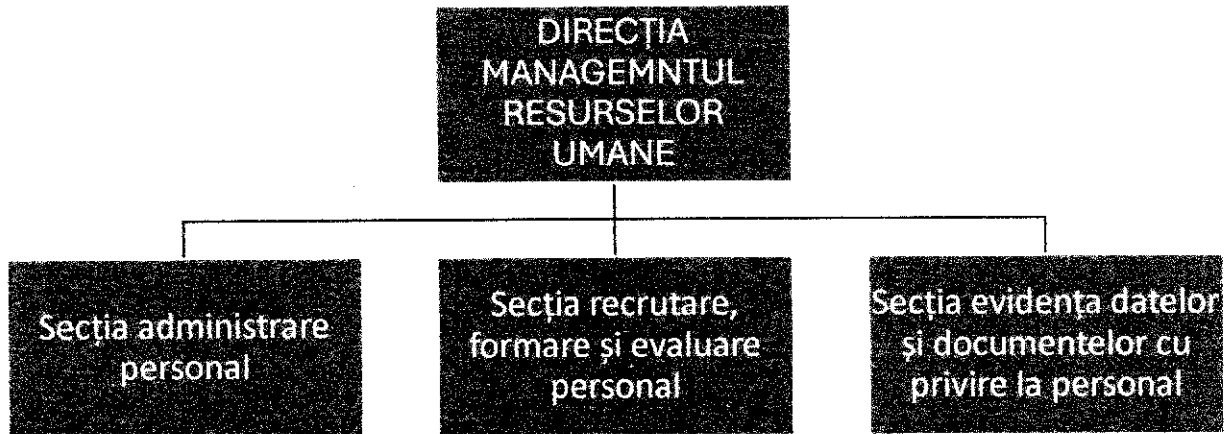 DIRECȚIA
MANAGEMNTUL
RESURSELOR
UMANE
Secția administrare
personal
Secția recrutare,
formare și evaluare
personal
Secția evidența datelor
și documentelor cu
privire la personal